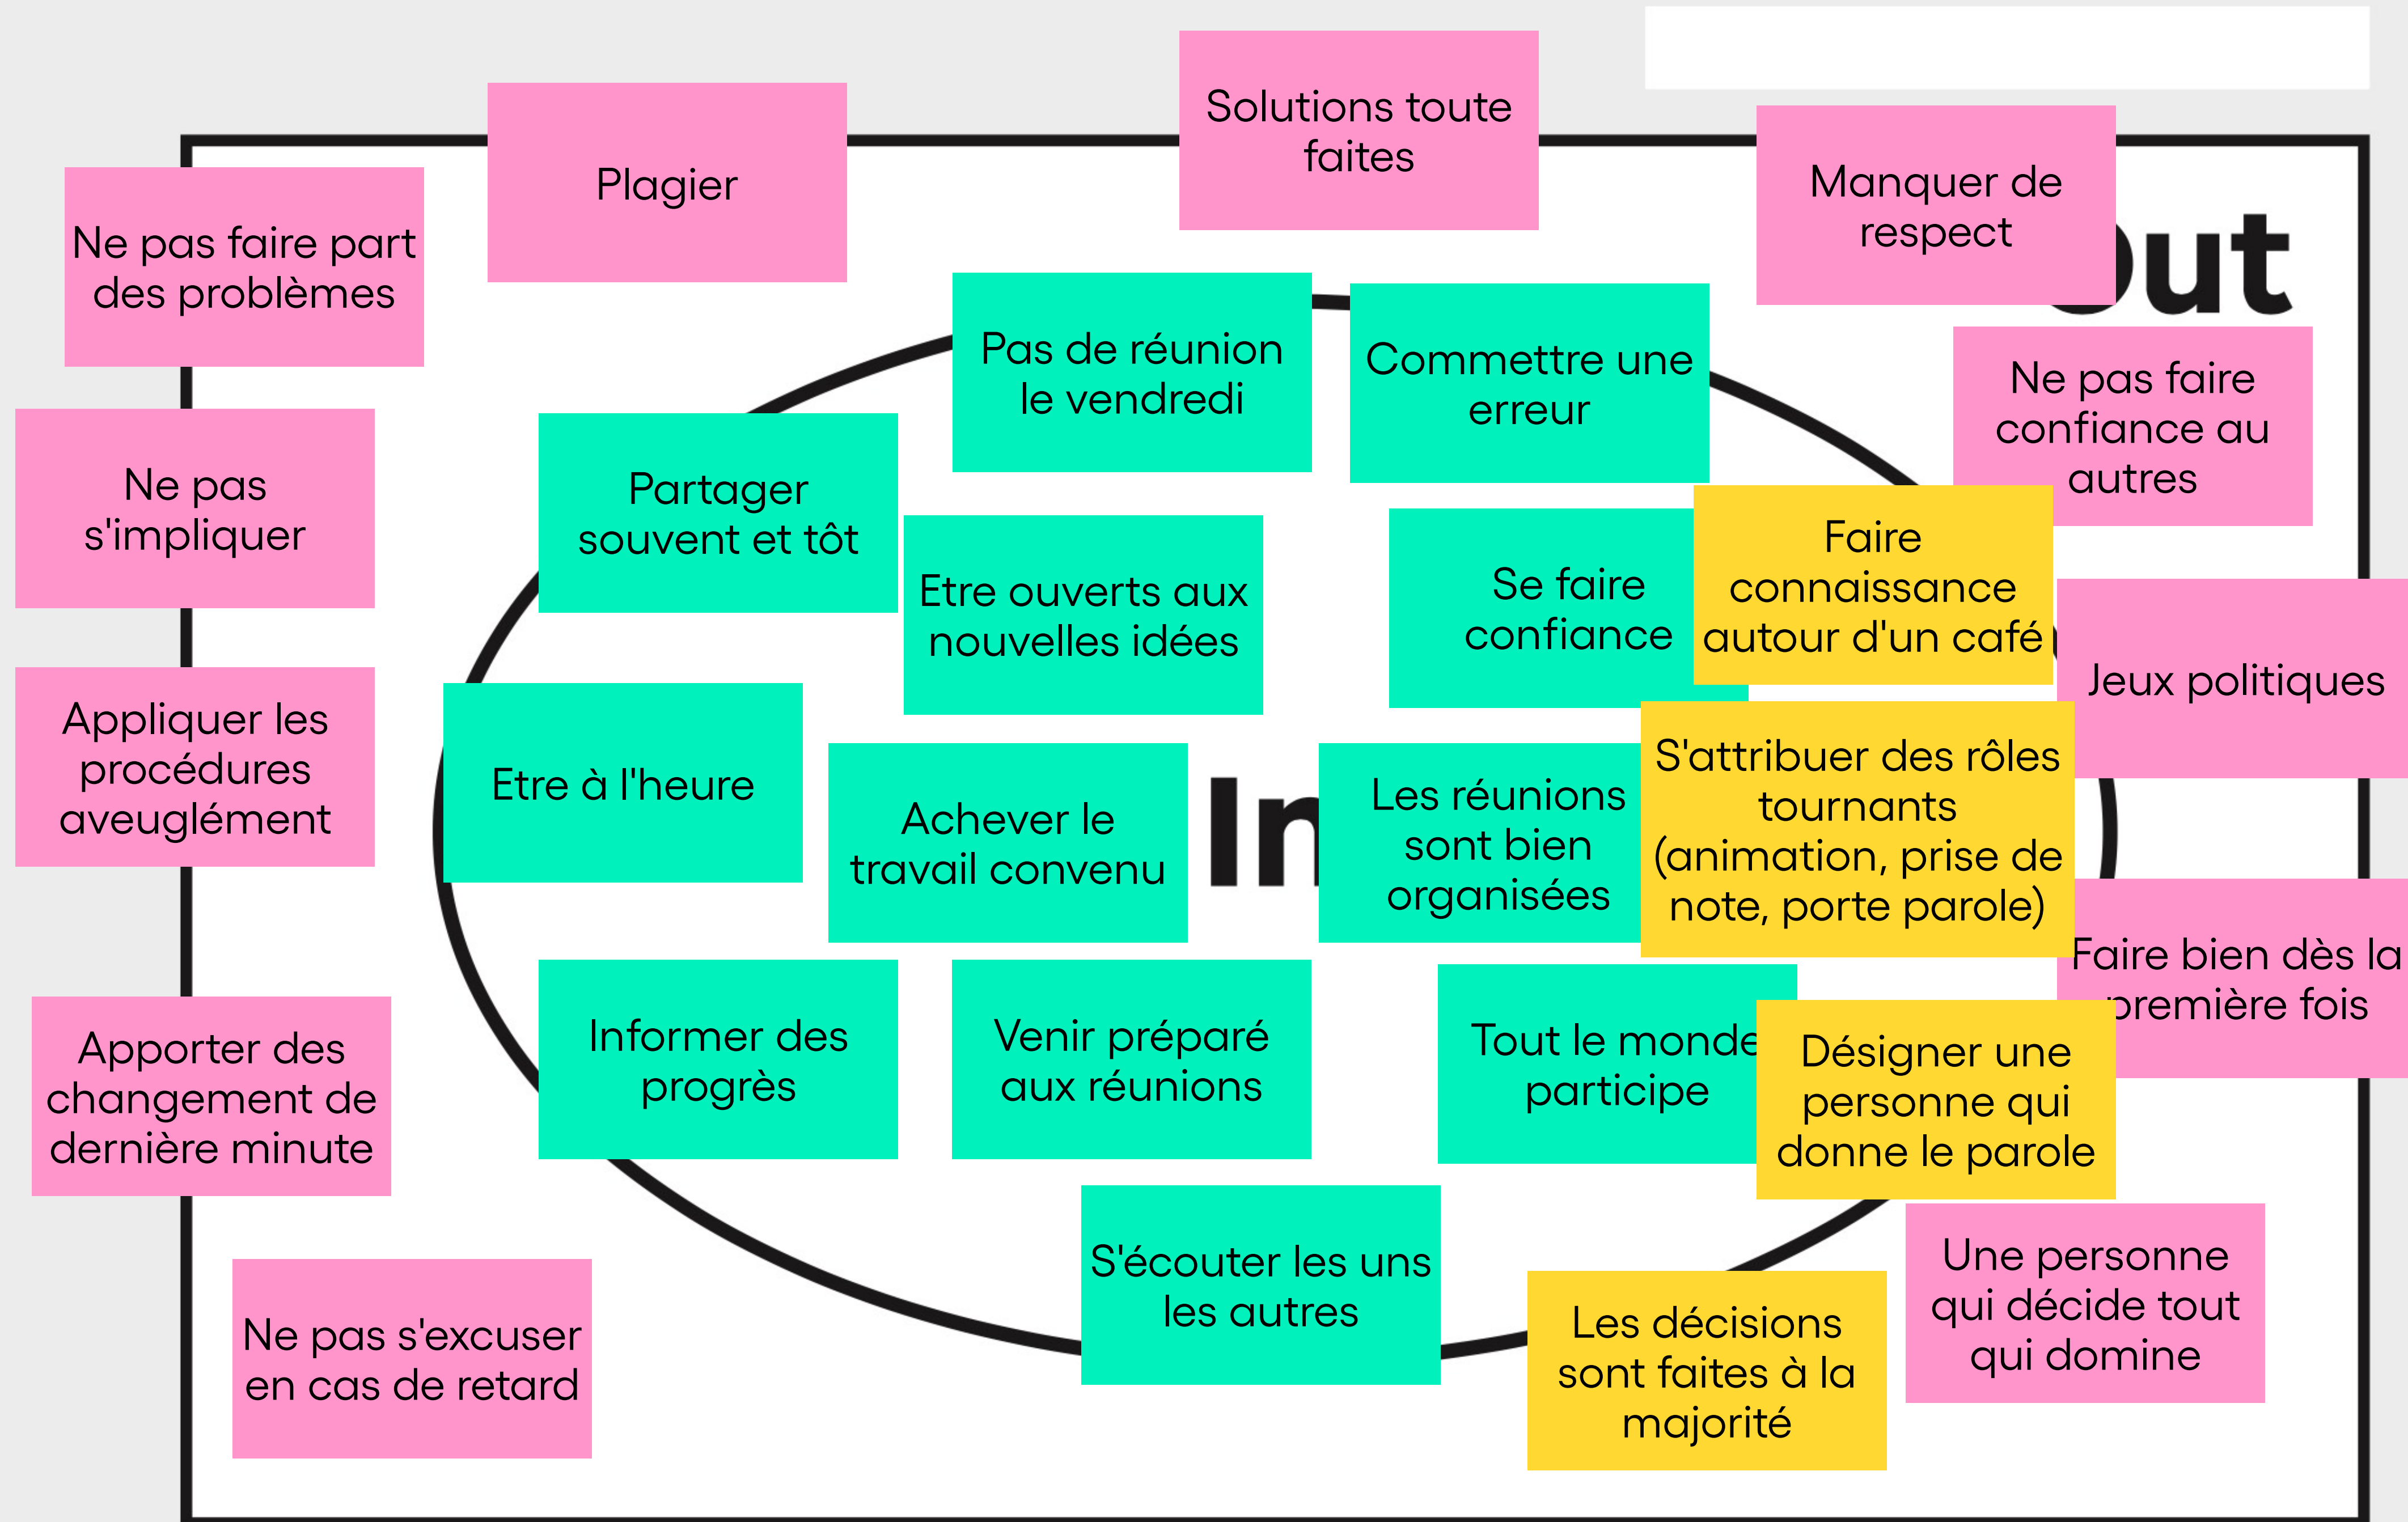 Solutions toute
faites
Plagier
Manquer de
respect
Ne pas faire part
des problèmes
Out
Pas de réunion
le vendredi
Commettre une
erreur
Ne pas faire
confiance au
autres
Ne pas
s'impliquer
Partager
souvent et tôt
Etre ouverts aux
nouvelles idées
Se faire
confiance
Faire
connaissance
autour d'un café
Jeux politiques
Appliquer les
procédures
aveuglément
Etre à l'heure
Achever le
travail convenu
In
Les réunions
sont bien
organisées
S'attribuer des rôles
tournants
(animation, prise de
note, porte parole)
Faire bien dès la
première fois
Apporter des
changement de
dernière minute
Informer des
progrès
Venir préparé
aux réunions
Tout le monde
participe
Désigner une
personne qui
donne le parole
S'écouter les uns
les autres
Une personne
qui décide tout
qui domine
Ne pas s'excuser
en cas de retard
Les décisions
sont faites à la
majorité